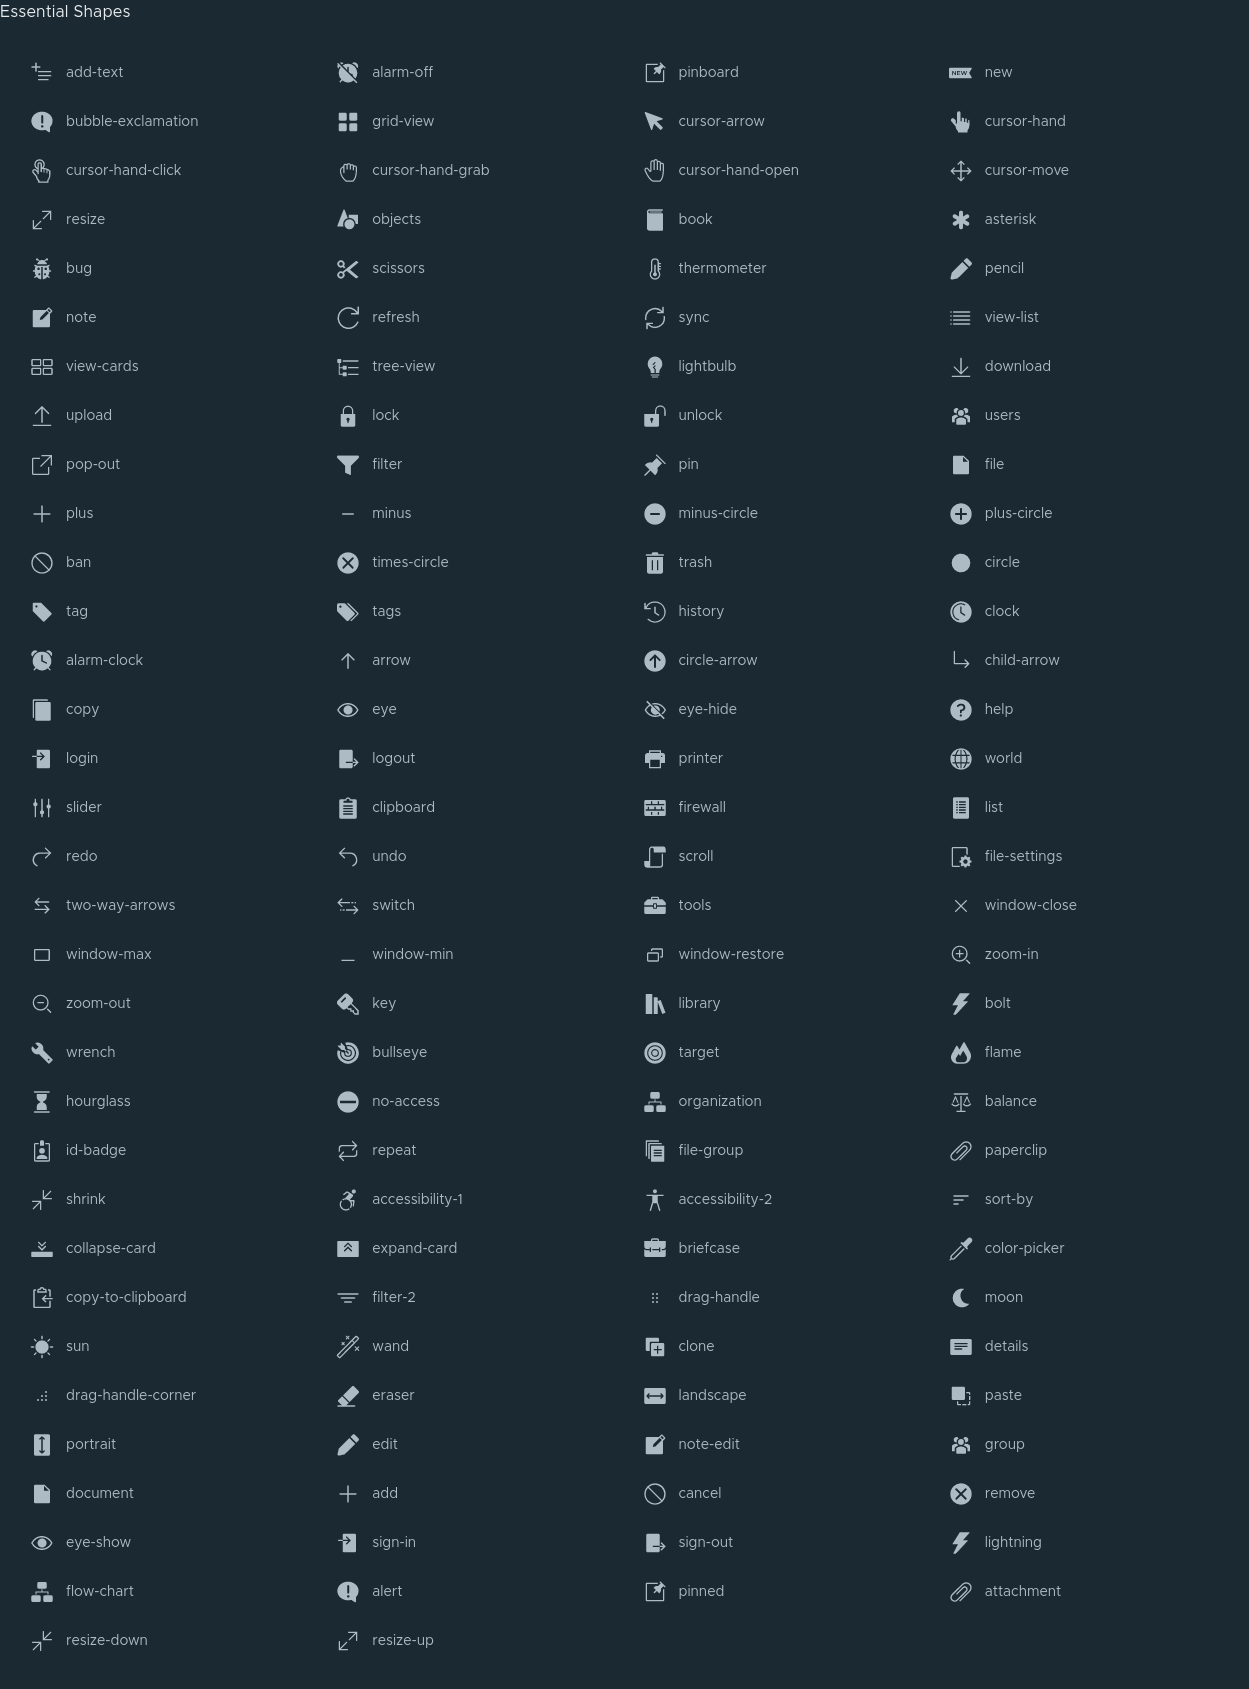 Essential Shapes
add-text
alarm-off
pinboard
NEW
new
bubble-exclamation
grid-view
cursor-arrow
cursor-hand
cursor-hand-click
cursor-hand-grab
cursor-hand-open
cursor-move
resize
objects
book
asterisk
bug
scissors
thermometer
pencil
note
refresh
sync
view-list
view-cards
tree-view
lightbulb
download
upload
lock
unlock
users
pop-out
filter
pin
file
plus
minus
minus-circle
plus-circle
ban
times-circle
trash
circle
tag
tags
history
clock
alarm-clock
arrow
circle-arrow
child-arrow
copy
eye
eye-hide
help
login
logout
printer
world
slider
clipboard
firewall
list
redo
undo
scroll
file-settings
two-way-arrows
switch
tools
window-close
window-max
window-min
window-restore
zoom-in
zoom-out
key
library
bolt
wrench
bullseye
target
flame
hourglass
no-access
organization
balance
id-badge
repeat
file-group
paperclip
shrink
accessibility-1
accessibility-2
sort-by
collapse-card
expand-card
briefcase
color-picker
copy-to-clipboard
filter-2
drag-handle
moon
sun
wand
clone
details
drag-handle-corner
eraser
landscape
paste
portrait
edit
note-edit
group
document
add
cancel
remove
eye-show
sign-in
sign-out
lightning
flow-chart
alert
pinned
attachment
resize-down
resize-up